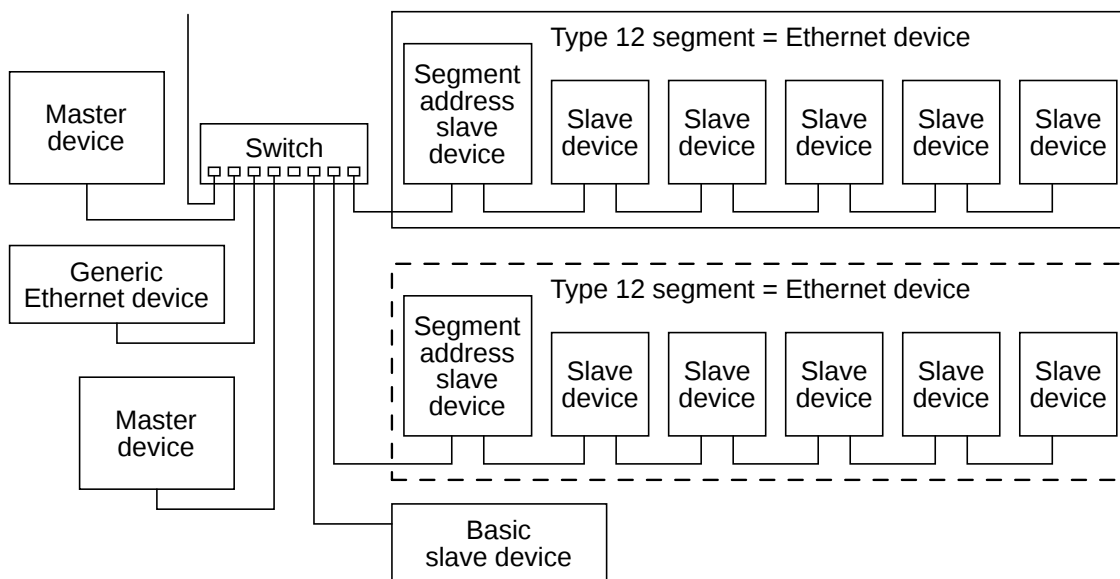 Type 12 segment = Ethernet device
Segment
address
slave
device
Slave
device
Slave
device
Slave
device
Slave
device
Slave
device
Master
device
Switch
Generic
Ethernet device
Type 12 segment = Ethernet device
Segment
address
slave
device
Slave
device
Slave
device
Slave
device
Slave
device
Slave
device
Master
device
Basic
slave device